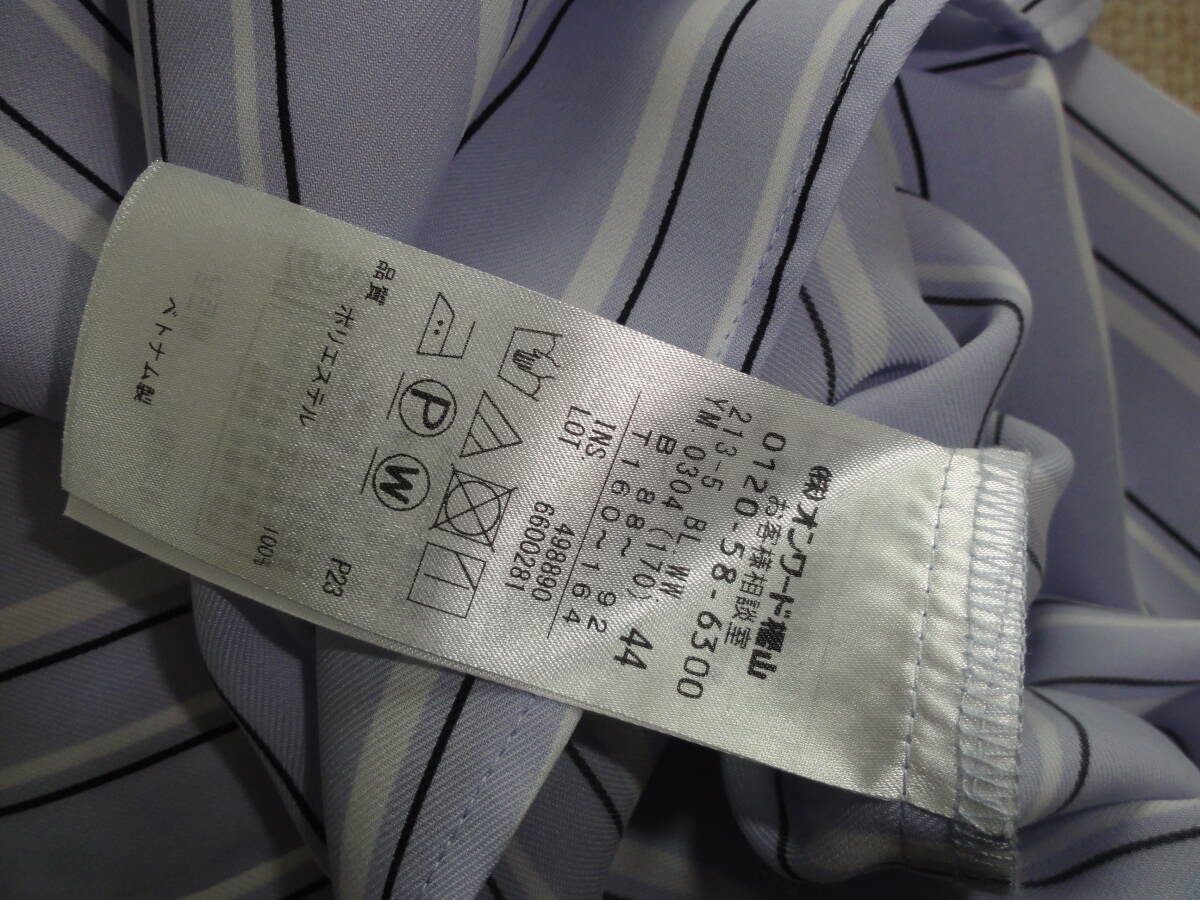 ㈱オンワード樫山
お客様相談室
0120-58-6300
213-5 BL.WW
YM 0304 (170) 44
B 88~ 92
T 160~164
INS 498890
LOT 6600281
P
W
品質 P23
ポリエステル 100%
ベトナム製